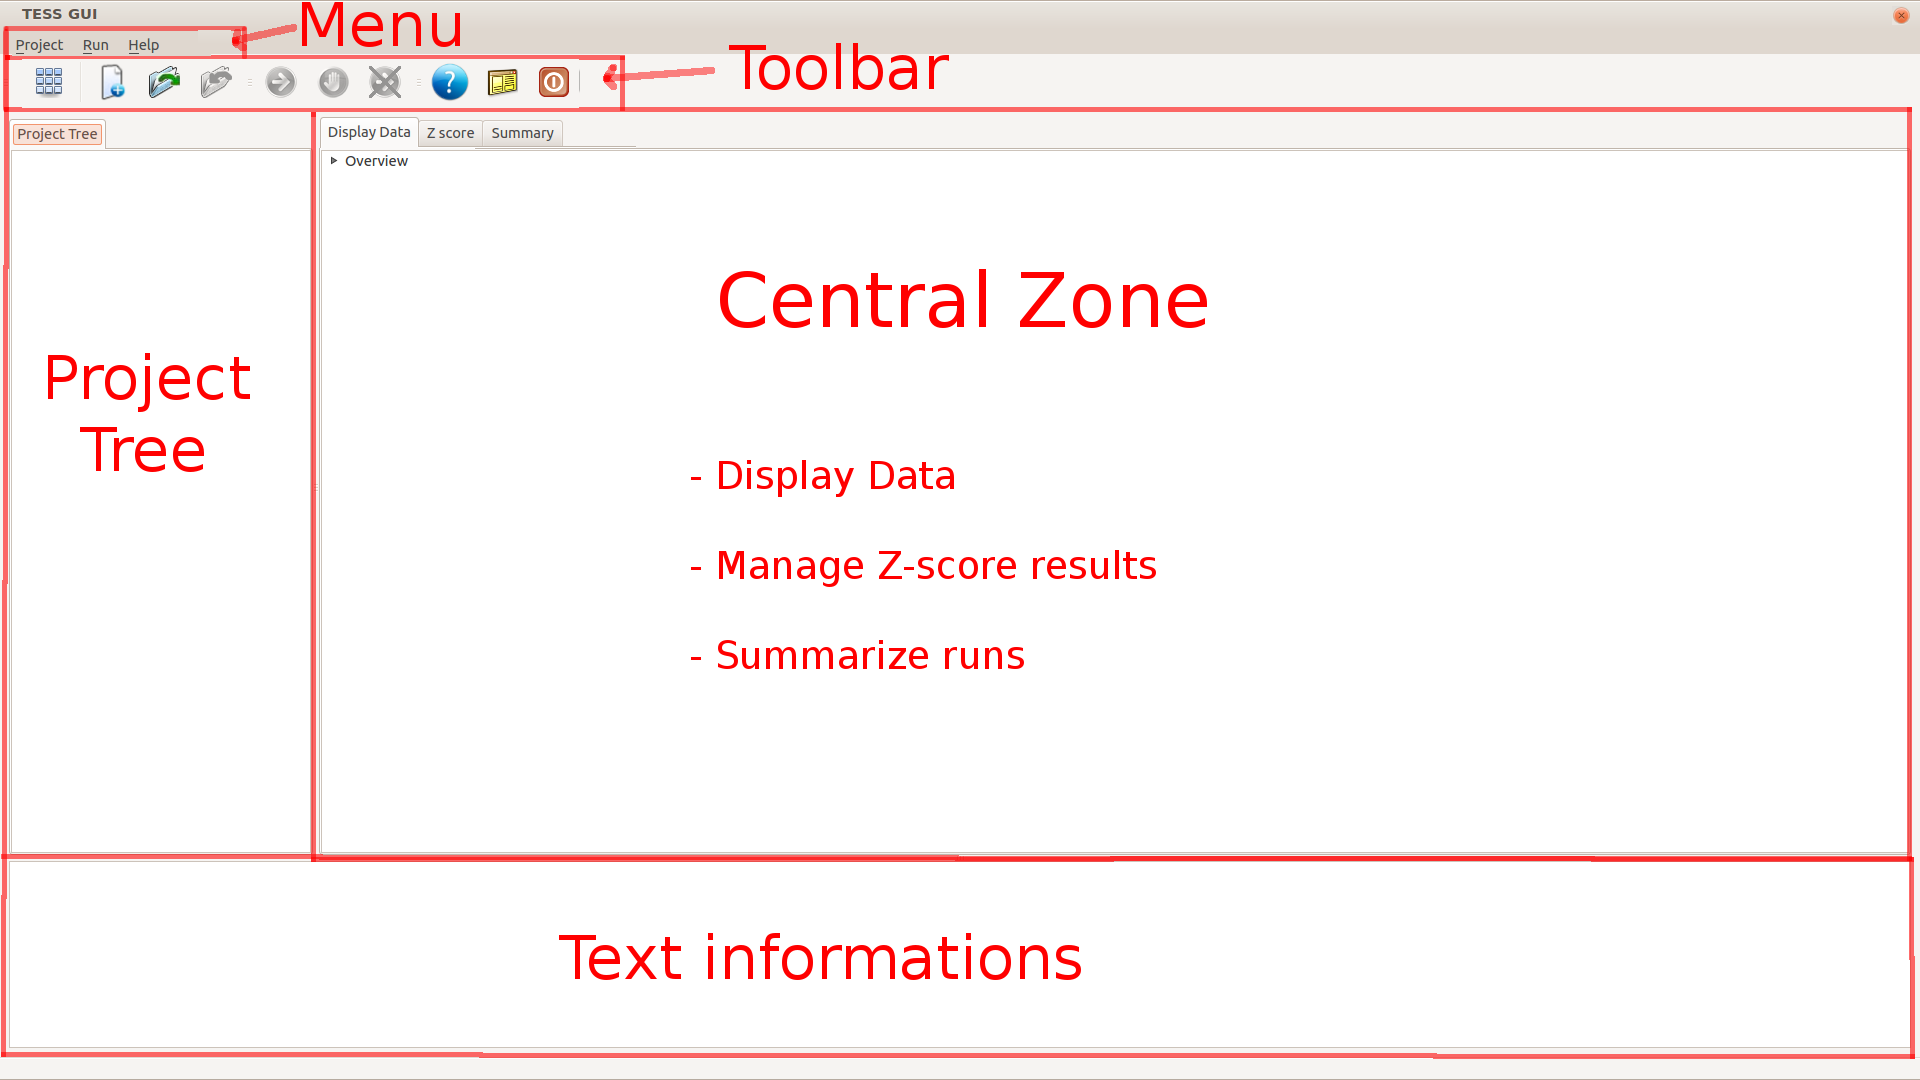 TESS GUI
Menu
Project Run Help
Toolbar
Project Tree
Display Data Z score Summary
Overview
Central Zone
Project
Tree
- Display Data
- Manage Z-score results
- Summarize runs
Text informations